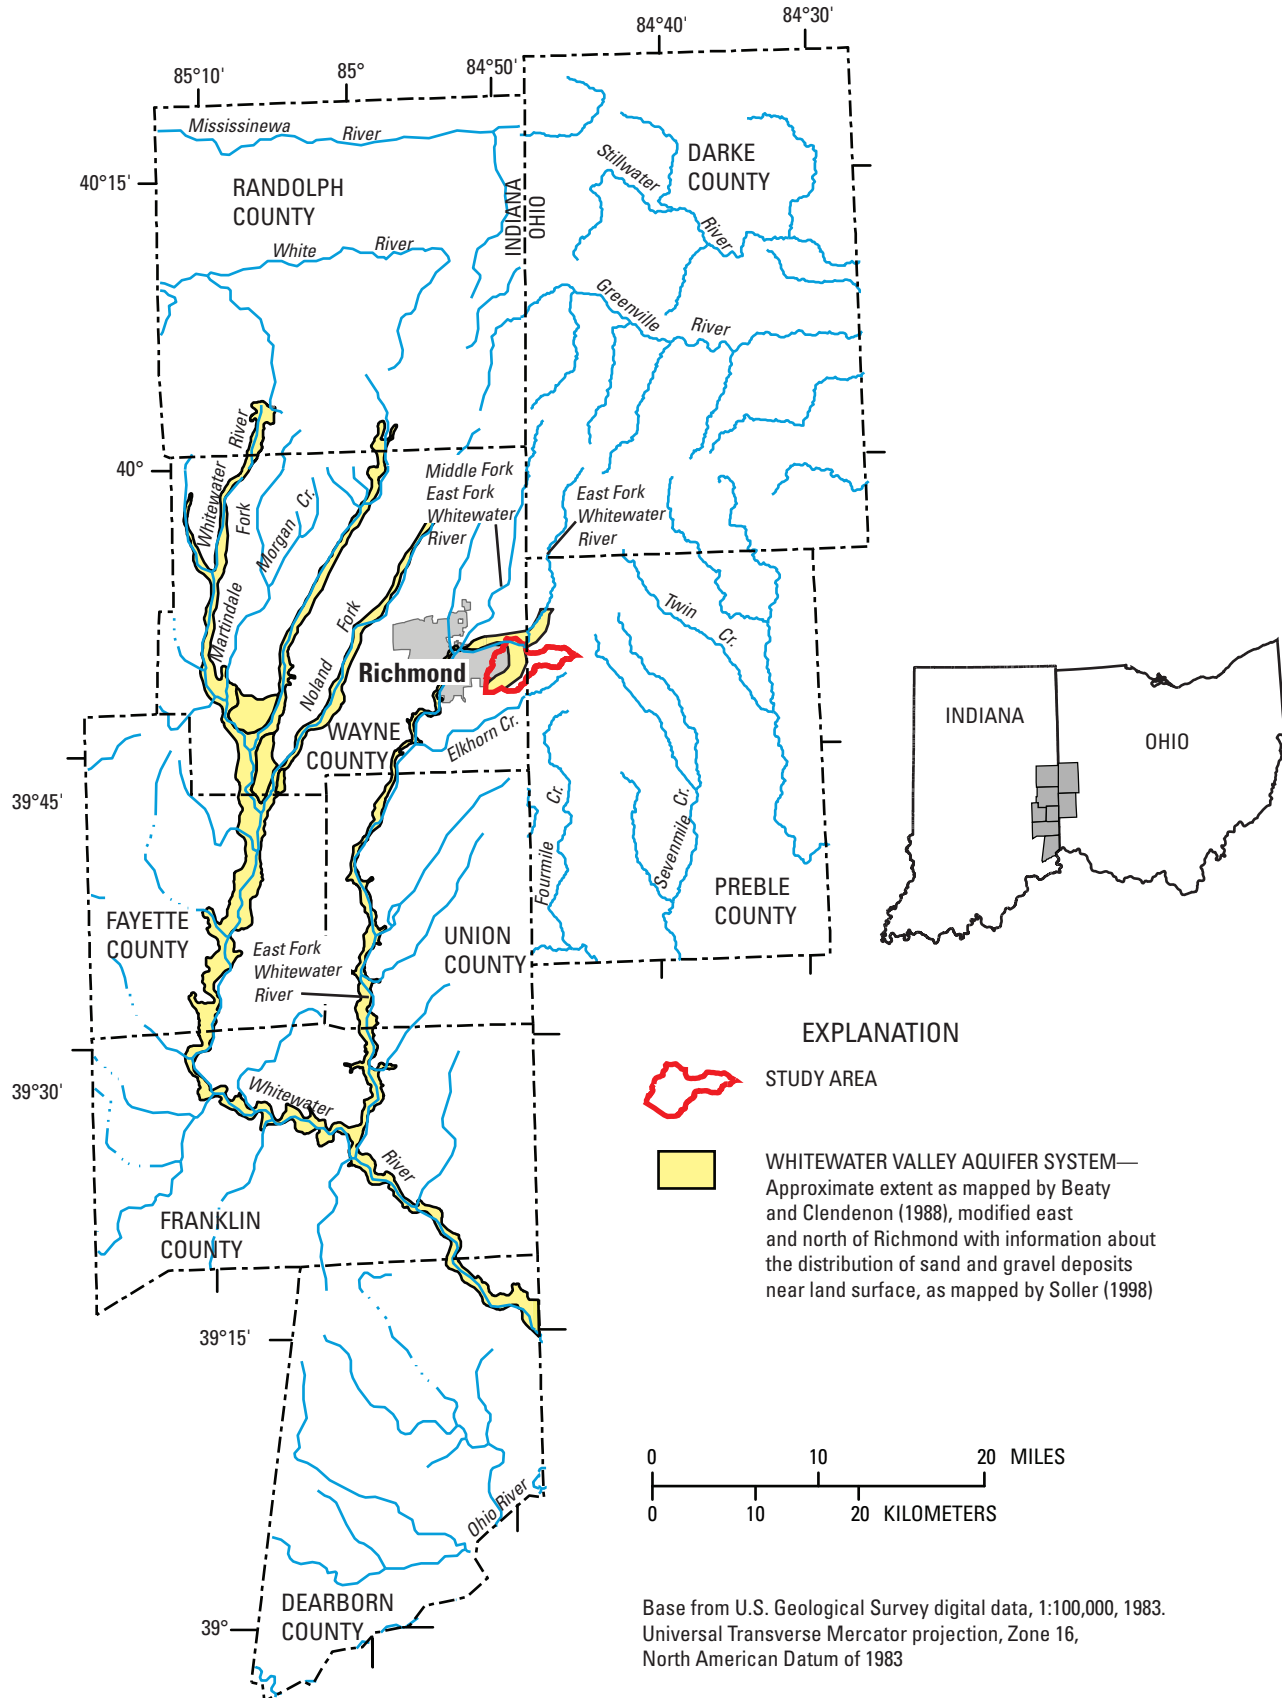 84°30'
84°40'
84°50'
85°
85°10'
Mississinewa River
Stillwater River
DARKE
COUNTY
40°15'
RANDOLPH
COUNTY
INDIANA
OHIO
White River
Greenville River
Whitewater River
40°
Middle Fork
East Fork
Whitewater
River
East Fork
Whitewater
River
Martindale Fork
Morgan Cr.
Noland Fork
Twin Cr.
Richmond
WAYNE
COUNTY
Elkhorn Cr.
INDIANA
OHIO
39°45'
Fourmile Cr.
Sevenmile Cr.
PREBLE
COUNTY
FAYETTE
COUNTY
UNION
COUNTY
East Fork
Whitewater
River
39°30'
Whitewater River
FRANKLIN
COUNTY
39°15'
Ohio River
DEARBORN
COUNTY
39°
EXPLANATION
STUDY AREA
WHITEWATER VALLEY AQUIFER SYSTEM—
Approximate extent as mapped by Beaty
and Clendenon (1988), modified east
and north of Richmond with information about
the distribution of sand and gravel deposits
near land surface, as mapped by Soller (1998)
0 10 20 MILES
0 10 20 KILOMETERS
Base from U.S. Geological Survey digital data, 1:100,000, 1983.
Universal Transverse Mercator projection, Zone 16,
North American Datum of 1983